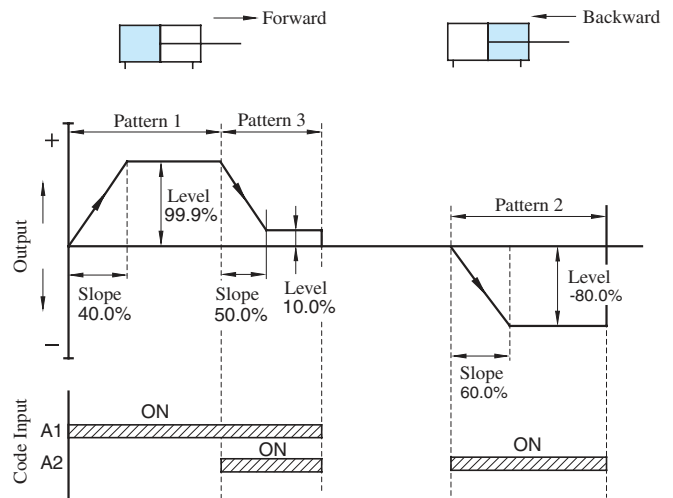 Forward
Backward
Pattern 1
Pattern 3
Pattern 2
+
Output
−
Level
99.9%
Slope
40.0%
Slope
50.0%
Level
10.0%
Level
-80.0%
Slope
60.0%
Code Input
A1
ON
A2
ON
ON